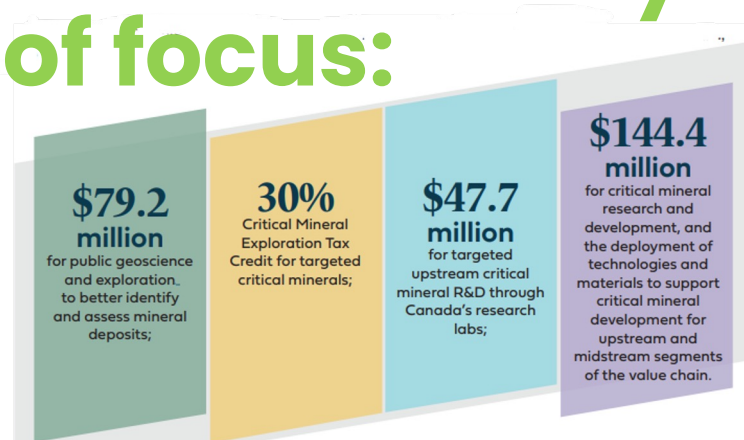 of focus:
$79.2
million
for public geoscience
and exploration
to better identify
and assess mineral
deposits;
30%
Critical Mineral
Exploration Tax
Credit for targeted
critical minerals;
$47.7
million
for targeted
upstream critical
mineral R&D through
Canada's research
labs;
$144.4
million
for critical mineral
research and
development, and
the deployment of
technologies and
materials to support
critical mineral
development for
upstream and
midstream segments
of the value chain.